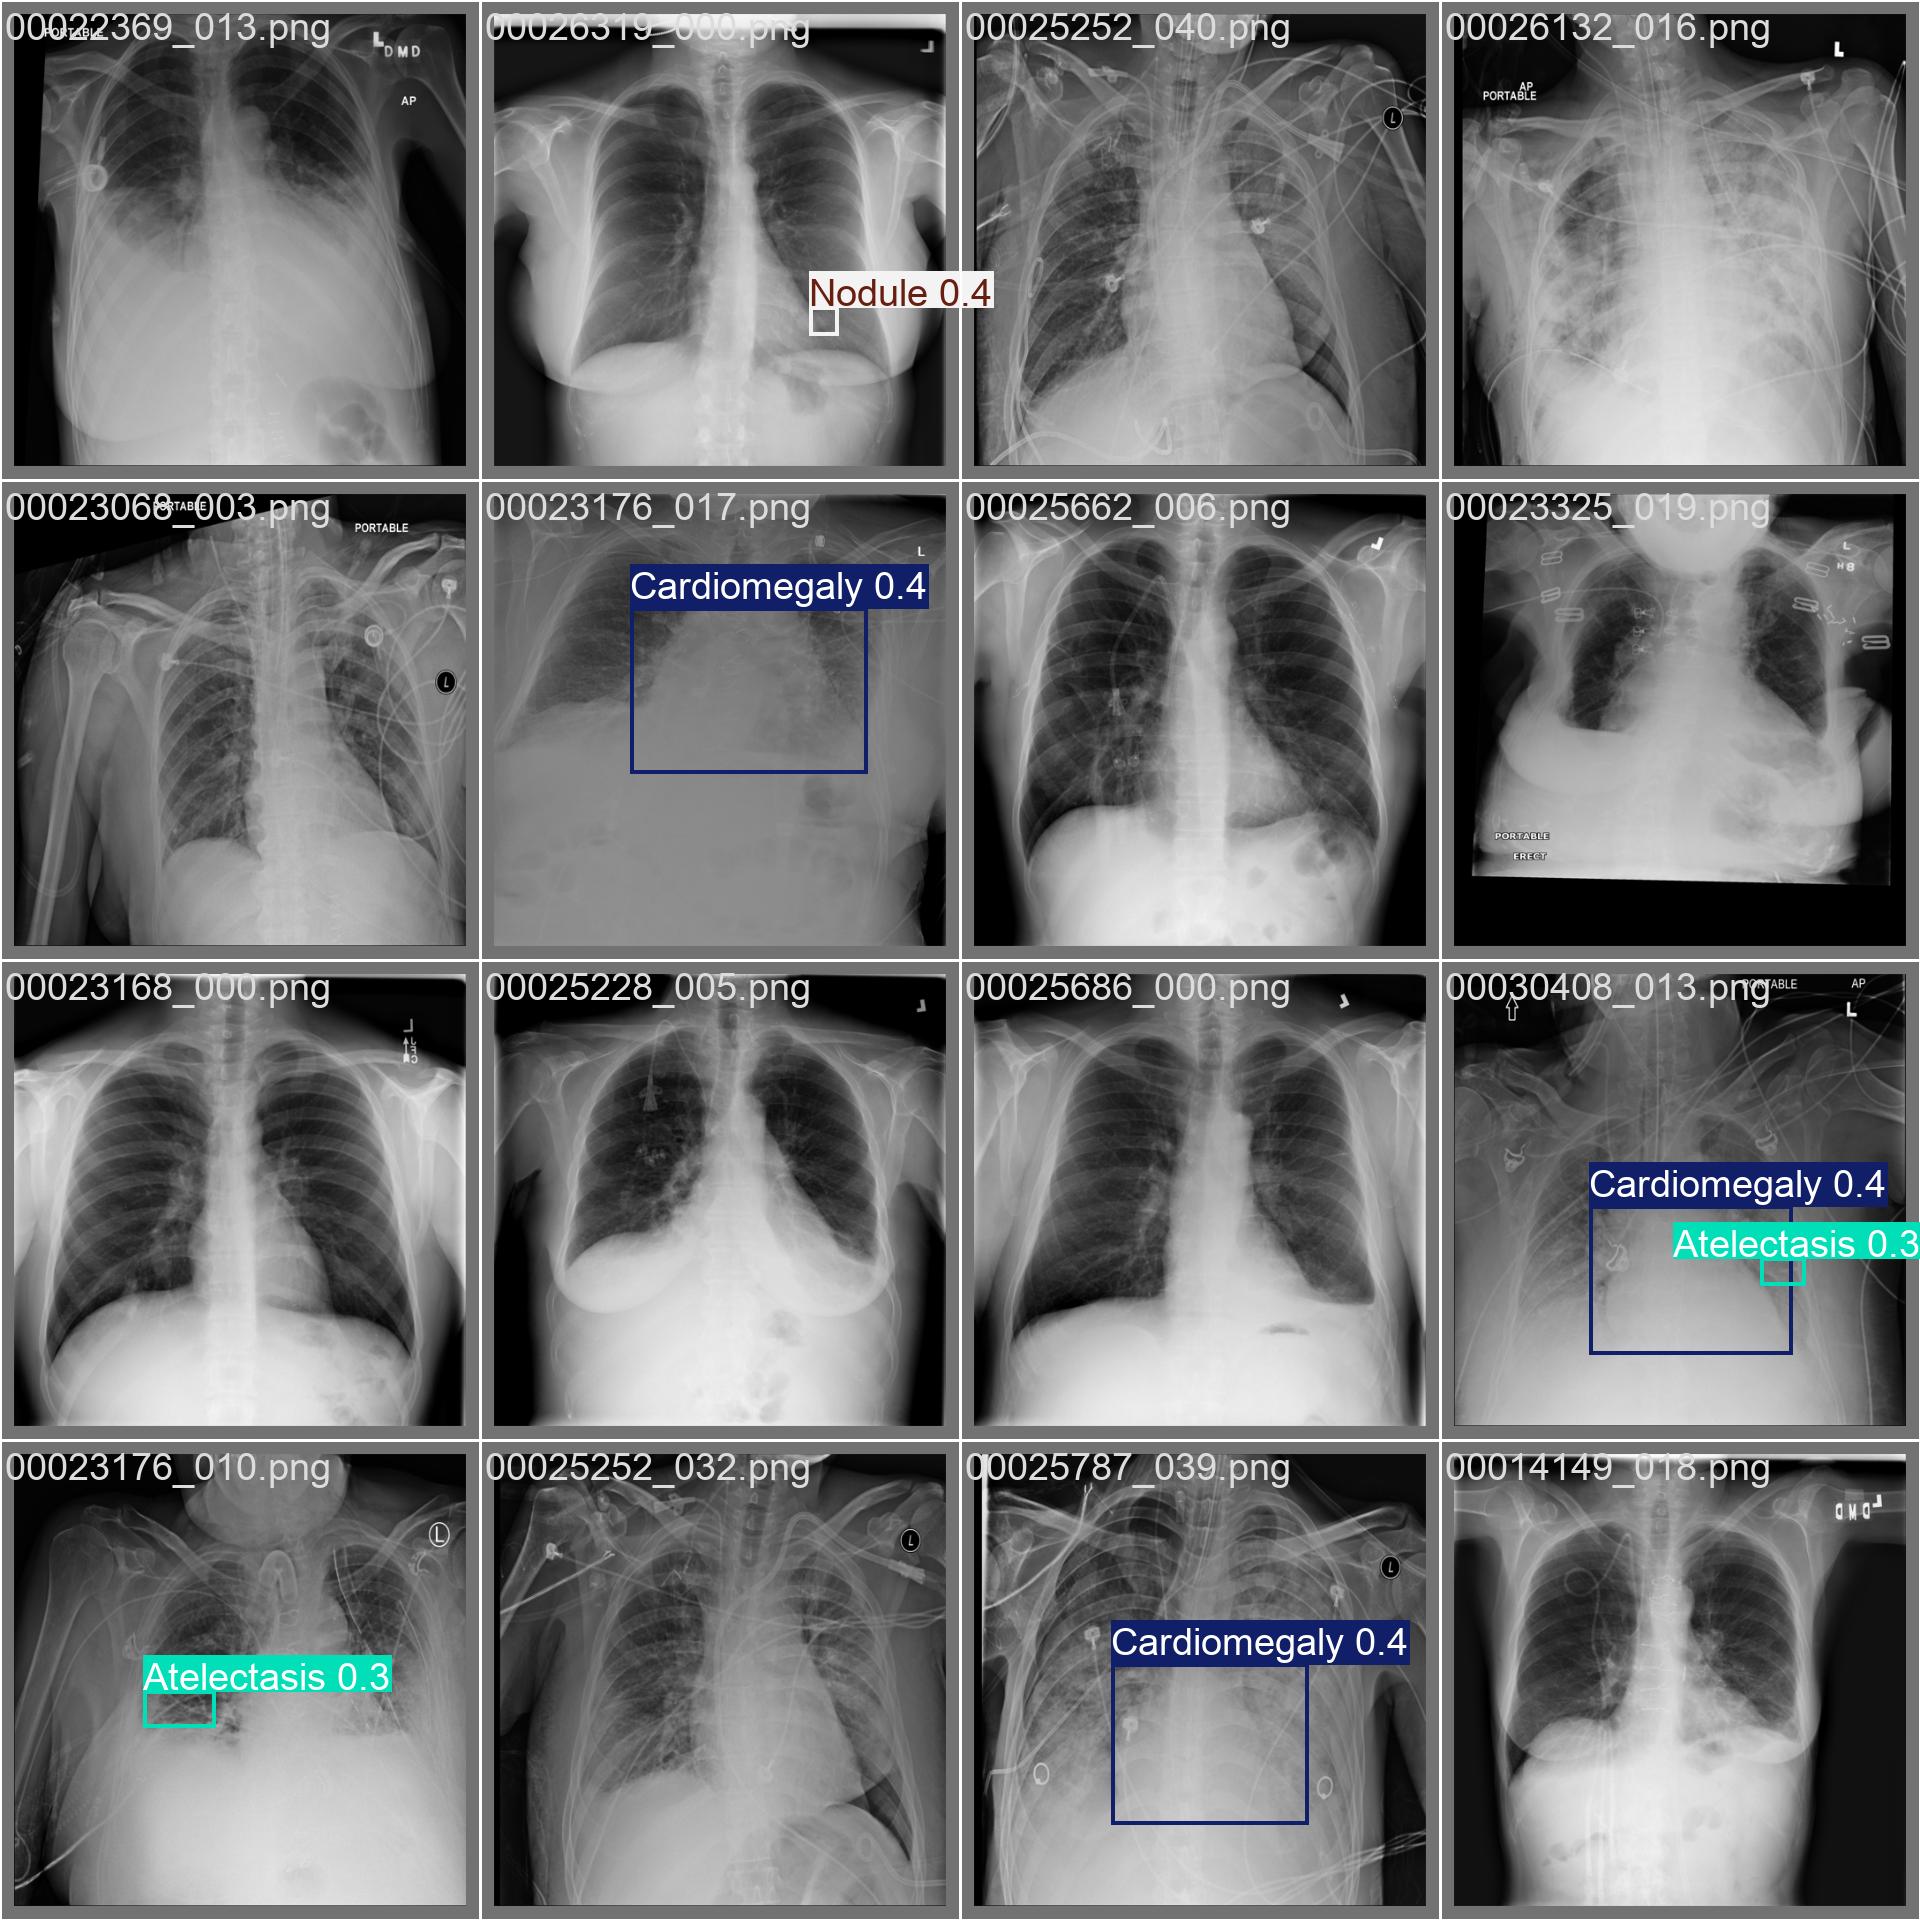 00022369_013.png
PORTABLE
L DMD
AP
00026319_000.png
L
00025252_040.png
L
00026132_016.png
L
AP
PORTABLE
Nodule 0.4
00023068_003.png
PORTABLE
PORTABLE
L
00023176_017.png
L
Cardiomegaly 0.4
00025662_006.png
L
00023325_019.png
L
HB
PORTABLE
ERECT
00023168_000.png
L
00025228_005.png
L
00025686_000.png
L
00030408_013.png
PORTABLE AP
L
Cardiomegaly 0.4
Atelectasis 0.3
00023176_010.png
L
Atelectasis 0.3
00025252_032.png
L
00025787_039.png
L
Cardiomegaly 0.4
00014149_018.png
DMD L